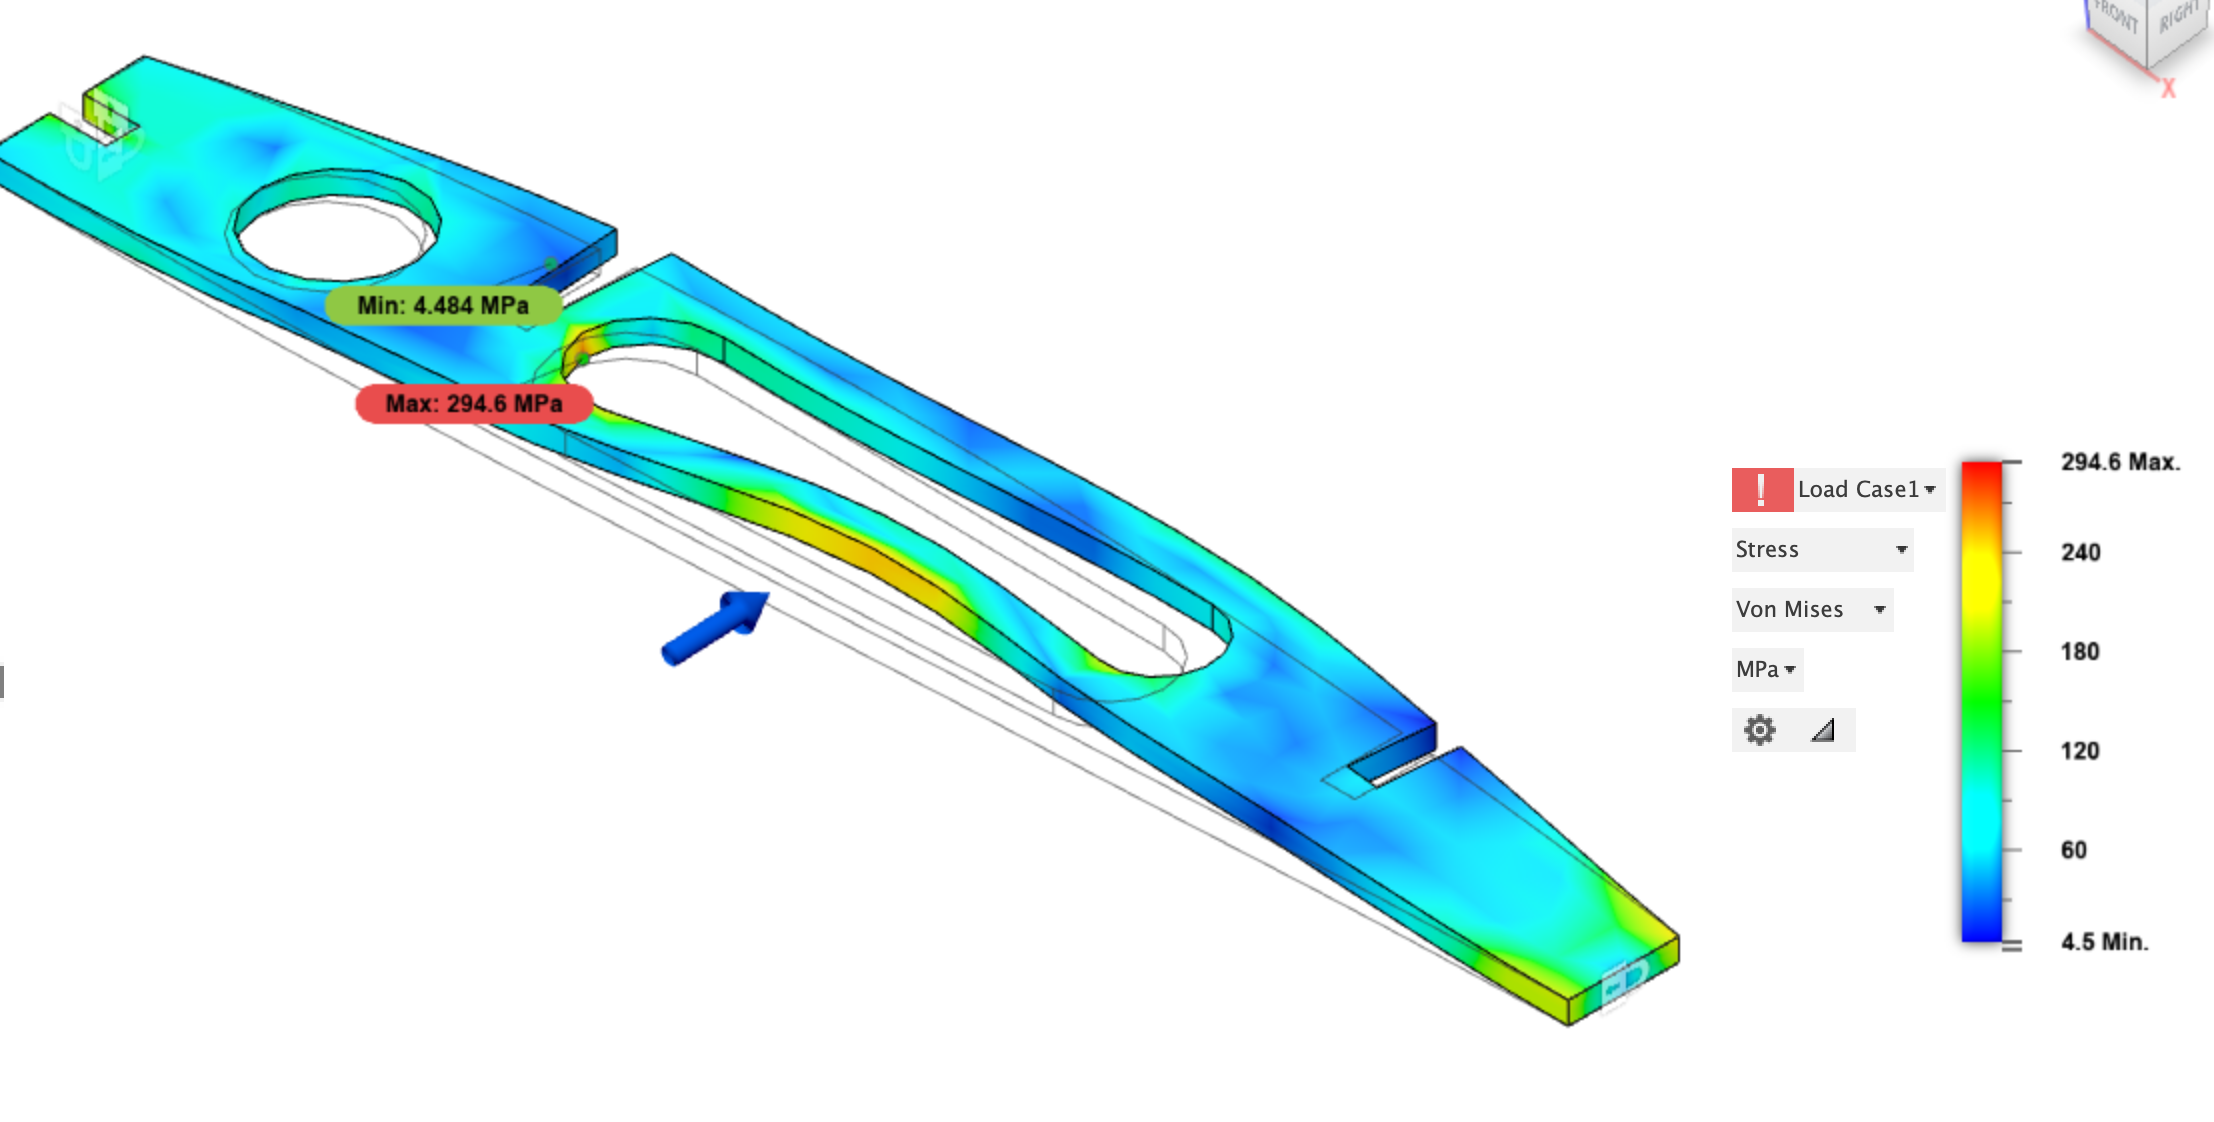 FRONT
RIGHT
X
Min: 4.484 MPa
Max: 294.6 MPa
! Load Case1
Stress
Von Mises
MPa
294.6 Max.
240
180
120
60
4.5 Min.